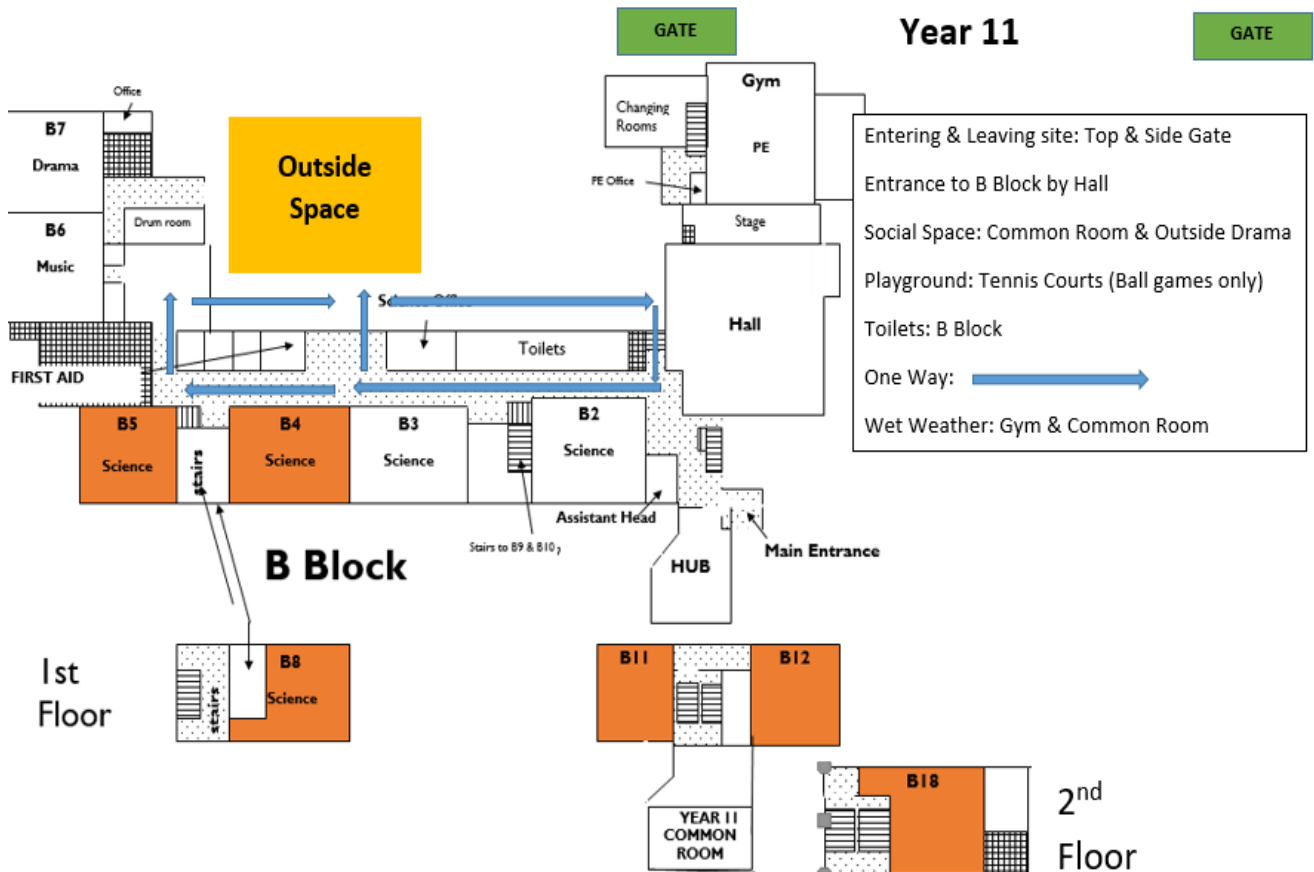 GATE
Year 11
GATE
Office
B7
Drama
Outside
Space
Changing
Rooms
Gym
PE
PE Office
Entering & Leaving site: Top & Side Gate
Entrance to B Block by Hall
Social Space: Common Room & Outside Drama
Playground: Tennis Courts (Ball games only)
Toilets: B Block
One Way:
Wet Weather: Gym & Common Room
Drum room
Stage
B6
Music
Science Office
Hall
Toilets
FIRST AID
B5
Science
stairs
B4
Science
B3
Science
B2
Science
Assistant Head
Stairs to B9 & B10
Main Entrance
HUB
B Block
1st
Floor
B8
Science
stairs
B11
B12
YEAR 11
COMMON
ROOM
B18
2nd
Floor